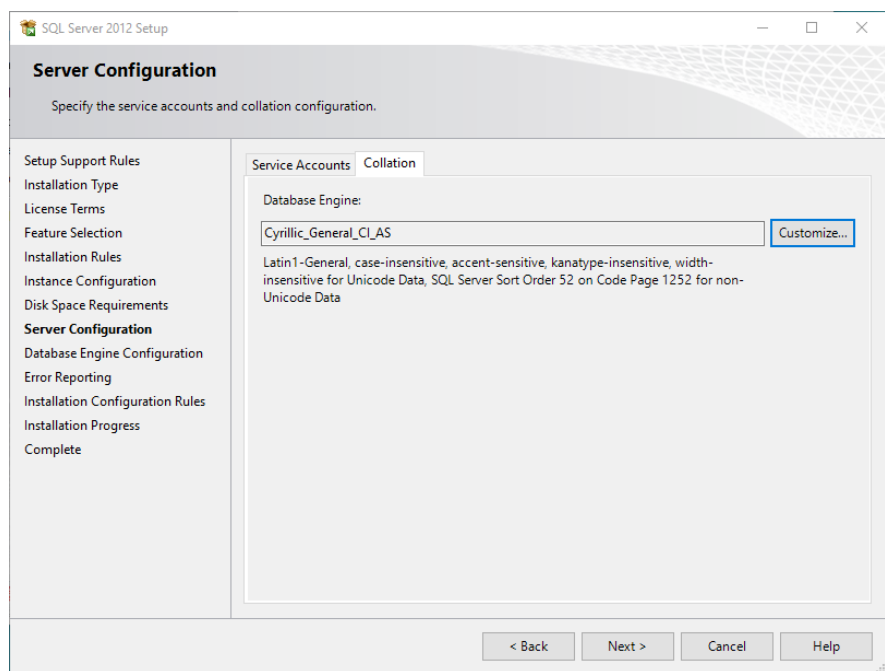 SQL Server 2012 Setup
Server Configuration
Specify the service accounts and collation configuration.
Setup Support Rules
Installation Type
License Terms
Feature Selection
Installation Rules
Instance Configuration
Disk Space Requirements
Server Configuration
Database Engine Configuration
Error Reporting
Installation Configuration Rules
Installation Progress
Complete
Service Accounts Collation
Database Engine:
Cyrillic_General_CI_AS Customize...
Latin1-General, case-insensitive, accent-sensitive, kanatype-insensitive, width-
insensitive for Unicode Data, SQL Server Sort Order 52 on Code Page 1252 for non-
Unicode Data
< Back Next > Cancel Help